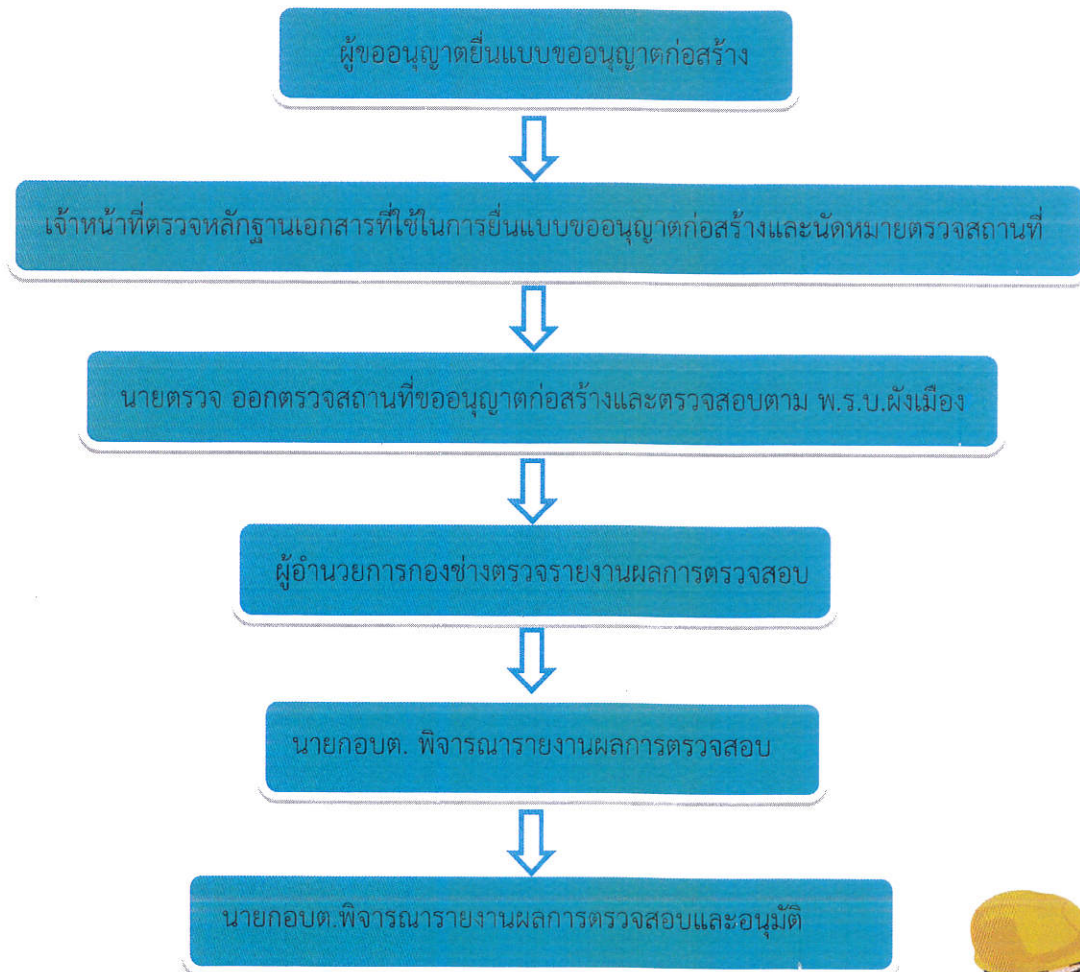 ผู้ขออนุญาตยื่นแบบขออนุญาตก่อสร้าง
เจ้าหน้าที่ตรวจหลักฐานเอกสารที่ใช้ในการยื่นแบบขออนุญาตก่อสร้างและนัดหมายตรวจสถานที่
นายตรวจ ออกตรวจสถานที่ขออนุญาตก่อสร้างและตรวจสอบตาม พ.ร.บ.ผังเมือง
ผู้อำนวยการกองช่างตรวจรายงานผลการตรวจสอบ
นายกอบต. พิจารณารายงานผลการตรวจสอบ
นายกอบต.พิจารณารายงานผลการตรวจสอบและอนุมัติ